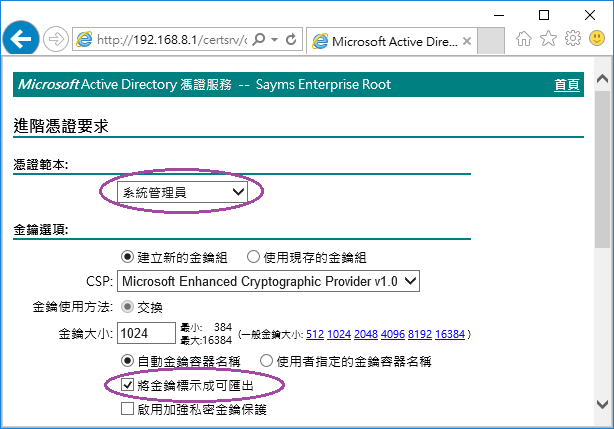 http://192.168.8.1/certsrv/c
Microsoft Active Dire...
Microsoft Active Directory 憑證服務 -- Sayms Enterprise Root 首頁
進階憑證要求
憑證範本:
系統管理員
金鑰選項:
建立新的金鑰組 使用現存的金鑰組
CSP: Microsoft Enhanced Cryptographic Provider v1.0
金鑰使用方法: 交換
金鑰大小: 1024 最小: 384 (一般金鑰大小: 512 1024 2048 4096 8192 16384 )
最大:16384
自動金鑰容器名稱 使用者指定的金鑰容器名稱
將金鑰標示成可匯出
啟用加強私密金鑰保護